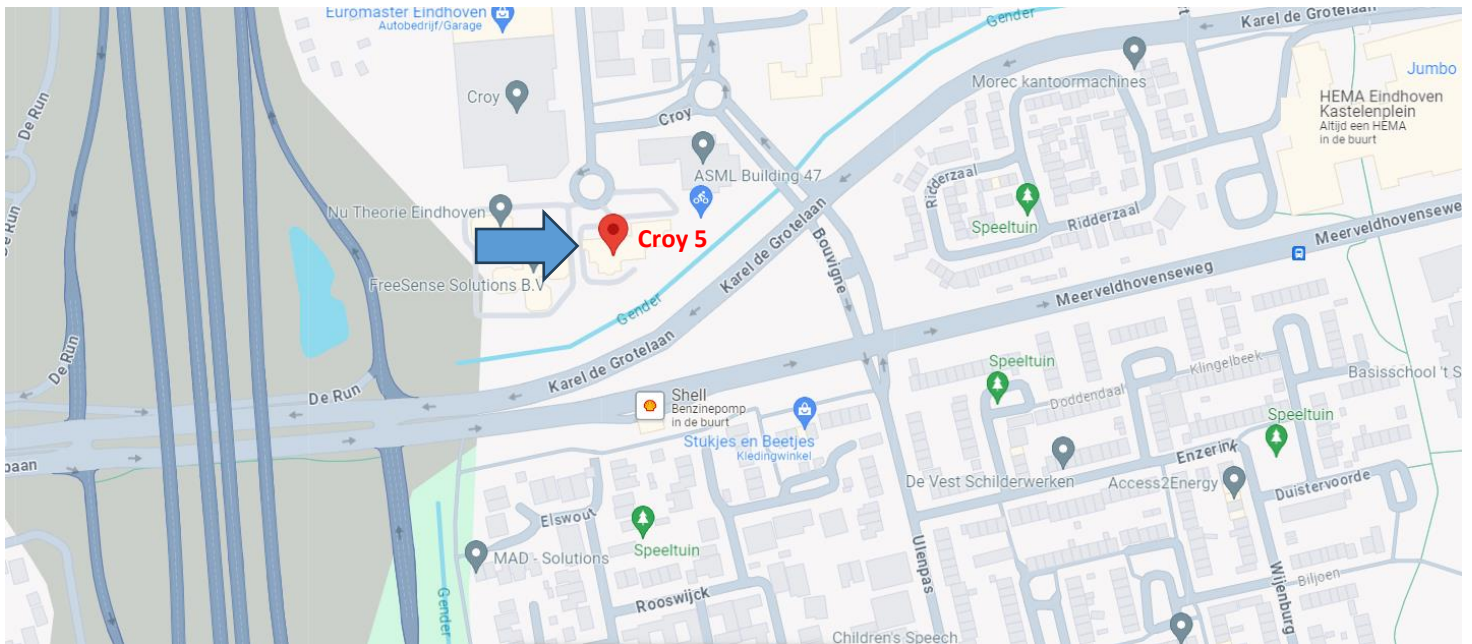 Euromaster Eindhoven
Autobedrijf/Garage
Karel de Grotelaan
Gender
Jumbo
De Run
Croy
Croy
Morec kantoormachines
HEMA Eindhoven
Kastelenplein
Altijd een HEMA
in de buurt
ASML Building 47
Ridderzaal
Nu Theorie Eindhoven
De Run
Speeltuin
Ridderzaal
Meerveldhovensewe
Croy 5
Karel de Grotelaan
Bouvigne
FreeSense Solutions B.V
Meerveldhovenseweg
Gender
De Run
Karel de Grotelaan
Speeltuin
Klingelbeek
Basisschool 't S
De Run
Doddendaal
Shell
Benzinepomp
in de buurt
Speeltuin
Stukjes en Beetjes
Kledingwinkel
Enzerink
baan
De Vest Schilderwerken
Access2Energy
Duistervoorde
Elswout
Speeltuin
MAD - Solutions
Ulenpas
Wijenburg
Biljoen
Gender
Rooswijck
Children's Speech